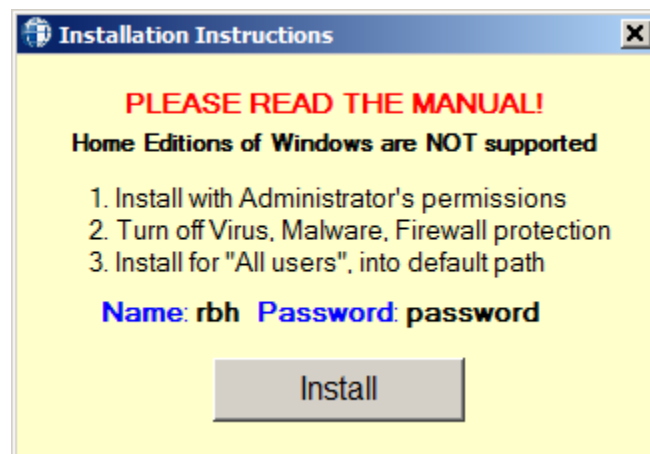 Installation Instructions
PLEASE READ THE MANUAL!
Home Editions of Windows are NOT supported
1. Install with Administrator's permissions
2. Turn off Virus, Malware, Firewall protection
3. Install for "All users", into default path
Name: rbh Password: password
Install